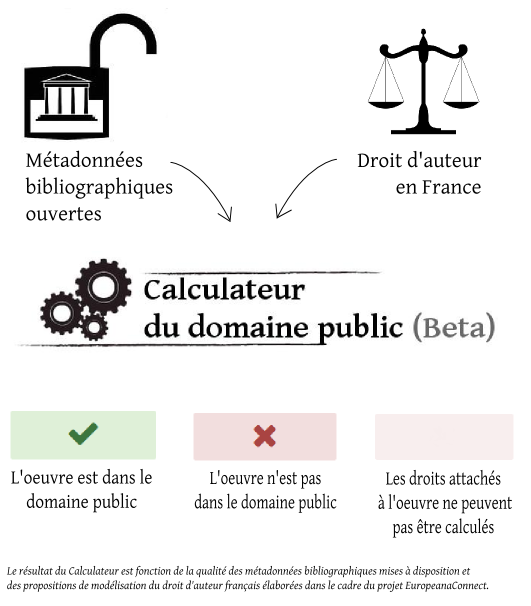 Métadonnées
bibliographiques
ouvertes
Droit d'auteur
en France
Calculateur
du domaine public (Beta)
L'oeuvre est dans le
domaine public
L'oeuvre n'est pas
dans le domaine public
Les droits attachés
à l'oeuvre ne peuvent
pas être calculés
Le résultat du Calculateur est fonction de la qualité des métadonnées bibliographiques mises à disposition et
des propositions de modélisation du droit d'auteur français élaborées dans le cadre du projet EuropeanaConnect.